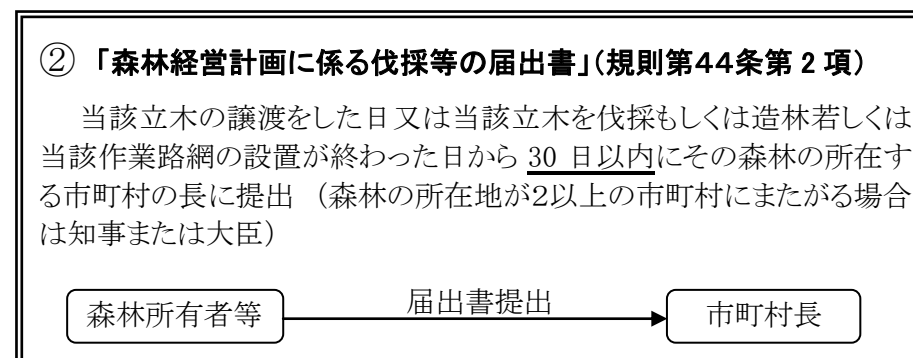 ② 「森林経営計画に係る伐採等の届出書」（規則第４４条第２項）
当該立木の譲渡をした日又は当該立木を伐採もしくは造林若しくは
当該作業路網の設置が終わった日から 30 日以内にその森林の所在す
る市町村の長に提出 （森林の所在地が２以上の市町村にまたがる場合
は知事または大臣）
森林所有者等 届出書提出 市町村長